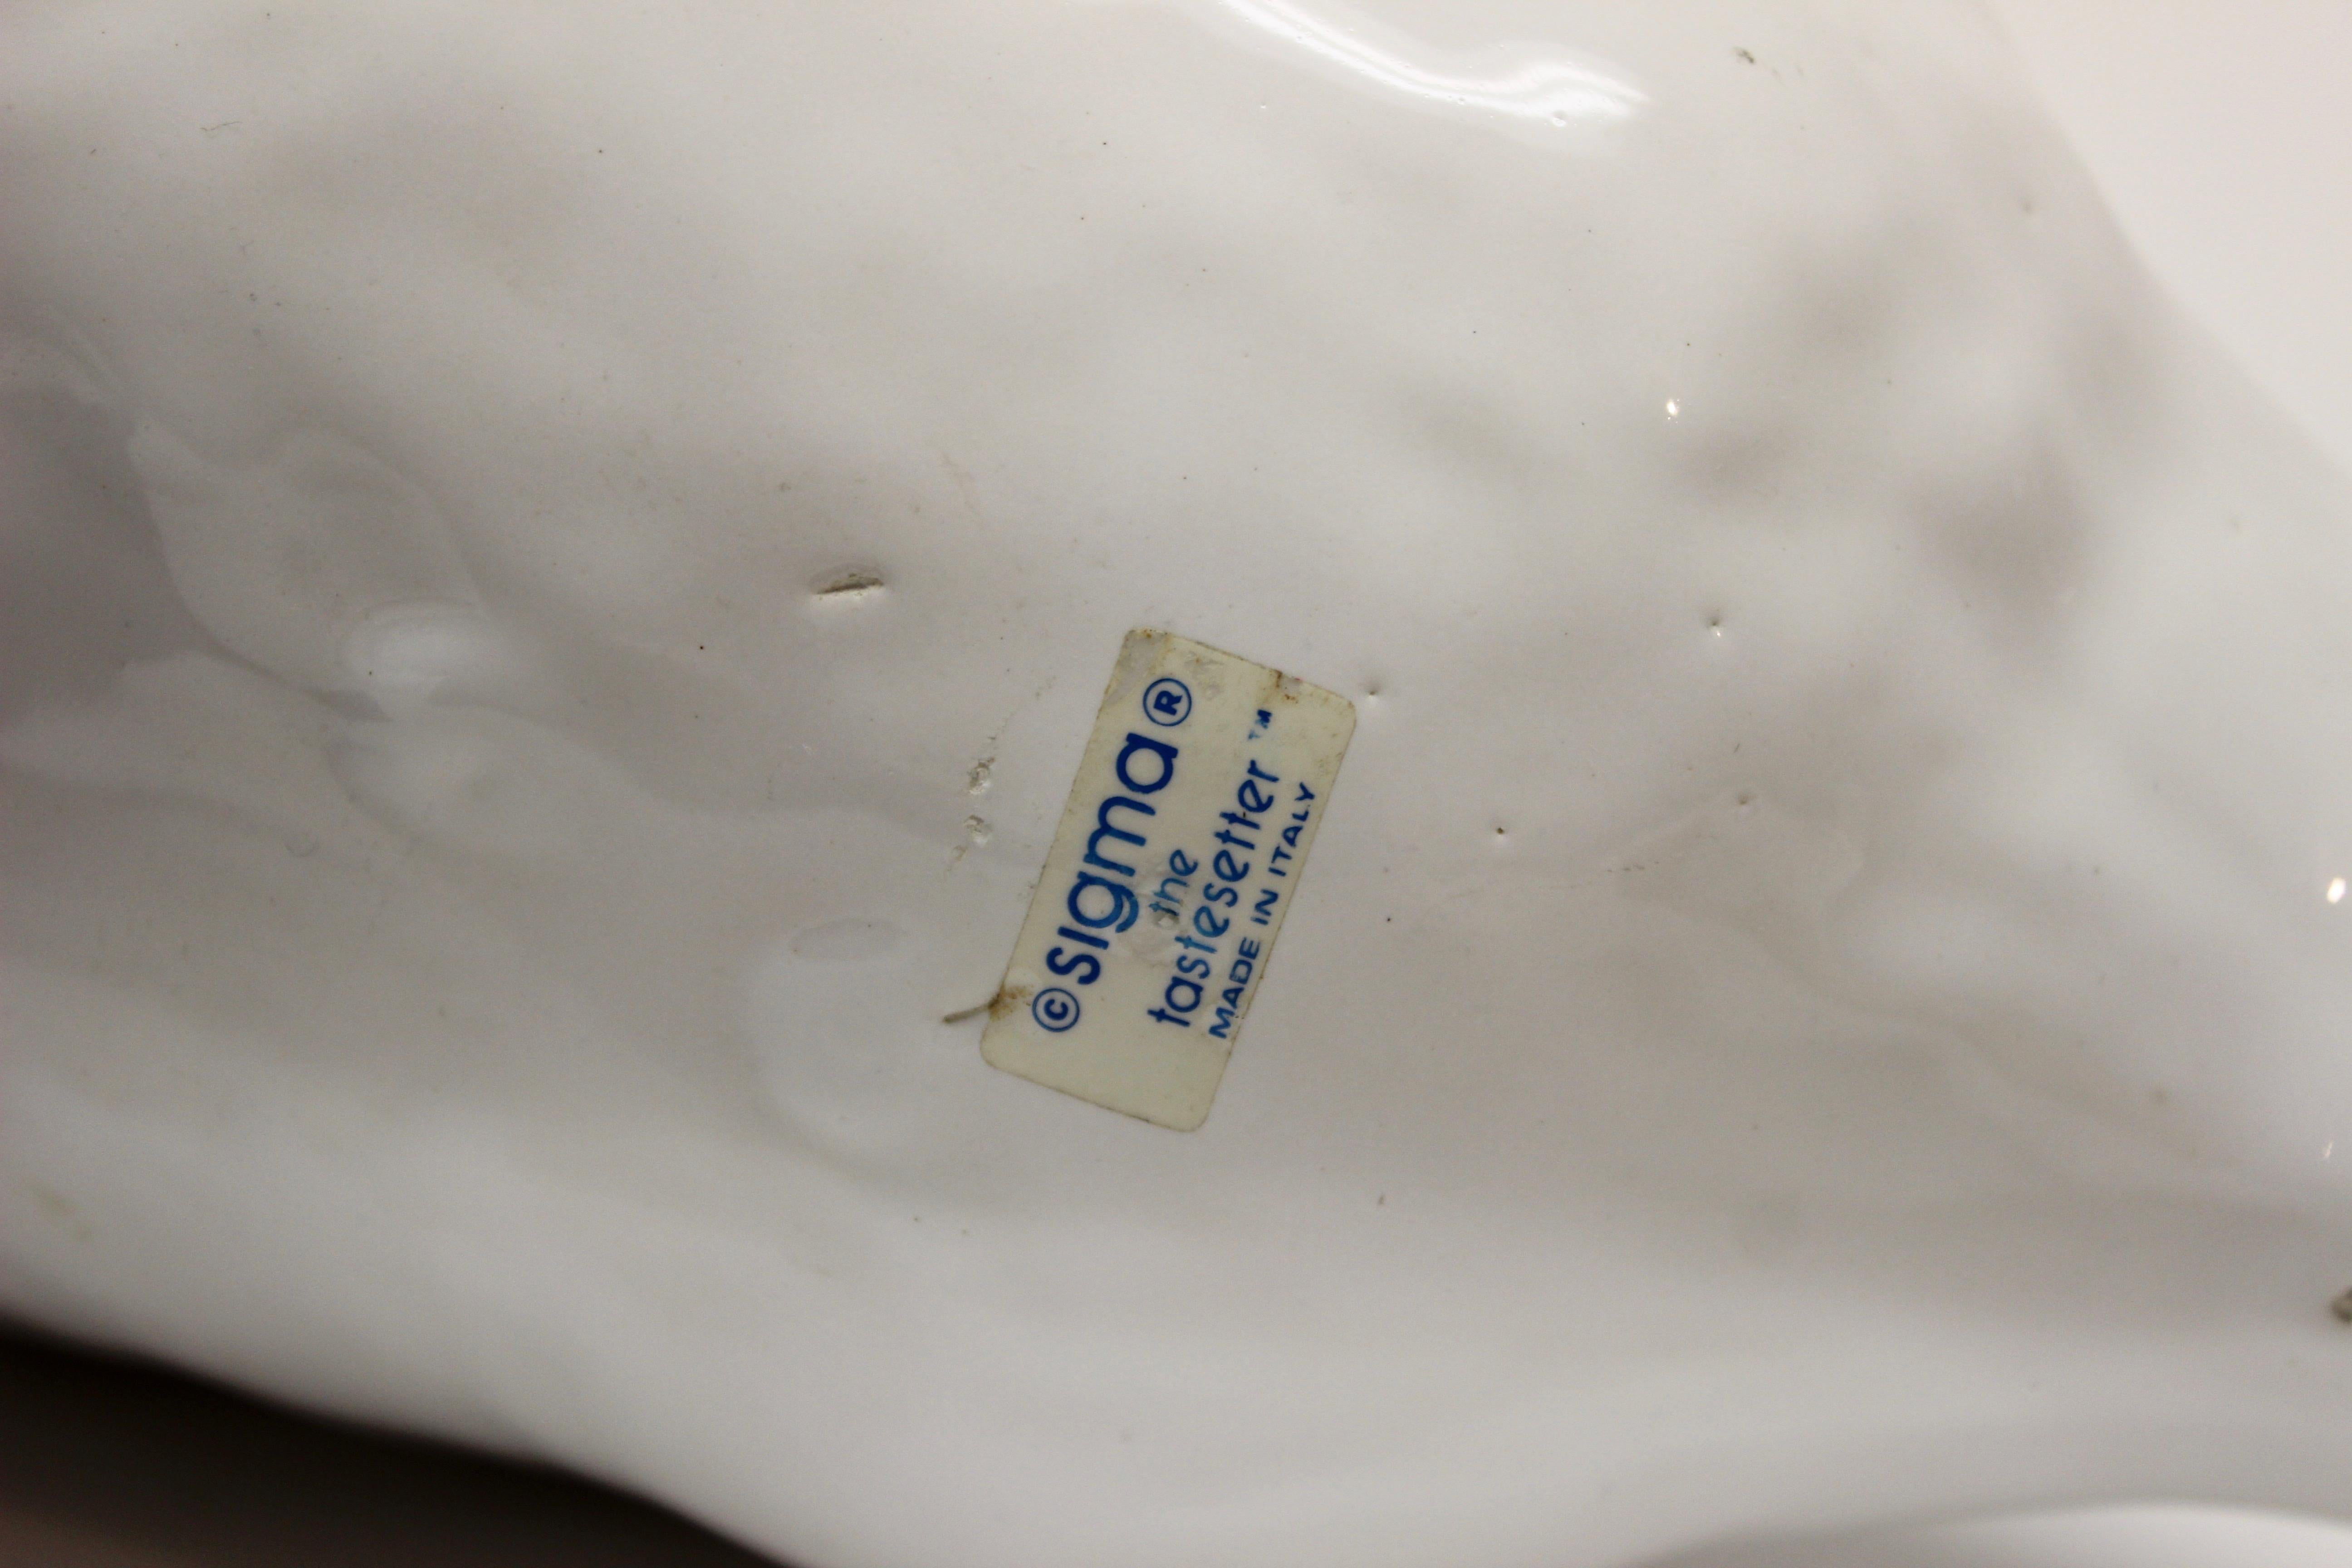 ©sigma®
the
tastesetter™
MADE IN ITALY